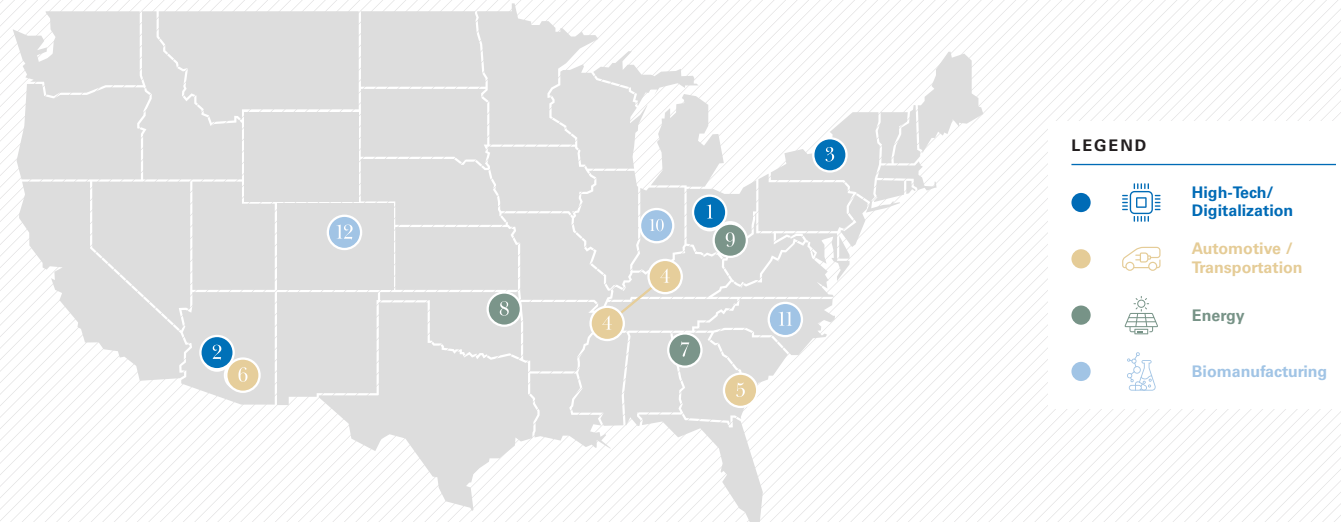 3
1
10
9
12
4
8
11
4
7
2
6
5
LEGEND
High-Tech/
Digitalization
Automotive /
Transportation
Energy
Biomanufacturing